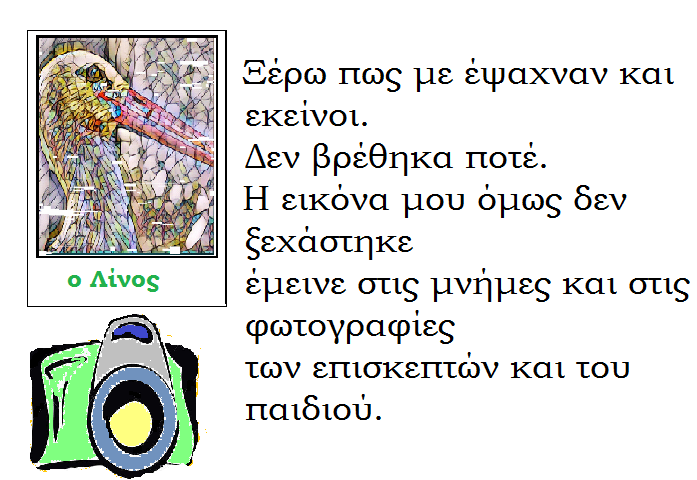 ο Λίνος
Ξέρω πως με έψαχναν και
εκείνοι.
Δεν βρέθηκα ποτέ.
Η εικόνα μου όμως δεν
ξεχάστηκε
έμεινε στις μνήμες και στις
φωτογραφίες
των επισκεπτών και του
παιδιού.